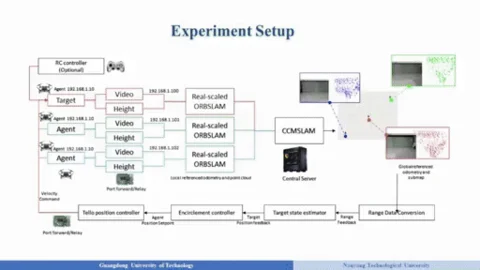 Experiment Setup
RC controller
(Optional)
Agent 192.168.1.10
Target
Video
Height
192.168.1.100
Real-scaled
ORBSLAM
Agent 192.168.1.10
Agent
Video
Height
192.168.1.101
Real-scaled
ORBSLAM
Agent 192.168.1.10
Agent
Video
Height
192.168.1.102
Real-scaled
ORBSLAM
CCMSLAM
Central Server
Port forward/Relay
Local referenced odometry and point cloud
Global referenced
odometry and
submap
Velocity
Command
Port forward/Relay
Tello position controller
Agent
Position Setpoint
Encirclement controller
Target
Position feedback
Target state estimator
Range
Feedback
Range Data Conversion
Guangdong University of Technology
Nanyang Technological University